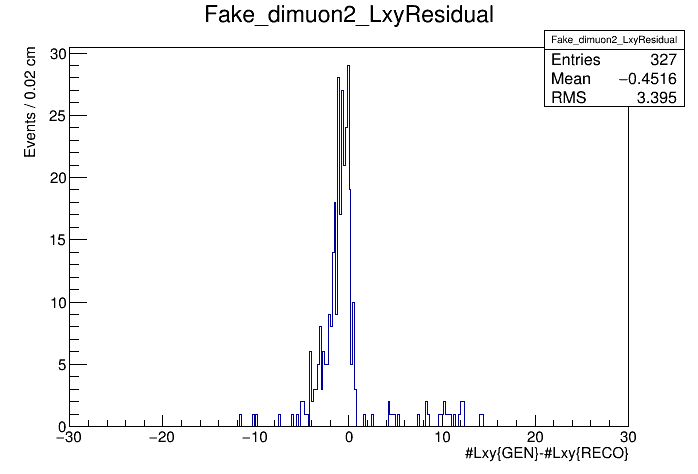 Fake_dimuon2_LxyResidual
Fake_dimuon2_LxyResidual
Entries 327
Mean −0.4516
RMS 3.395
Events / 0.02 cm
30
25
20
15
10
5
0
−30 −20 −10 0 10 20 30
#Lxy{GEN}-#Lxy{RECO}